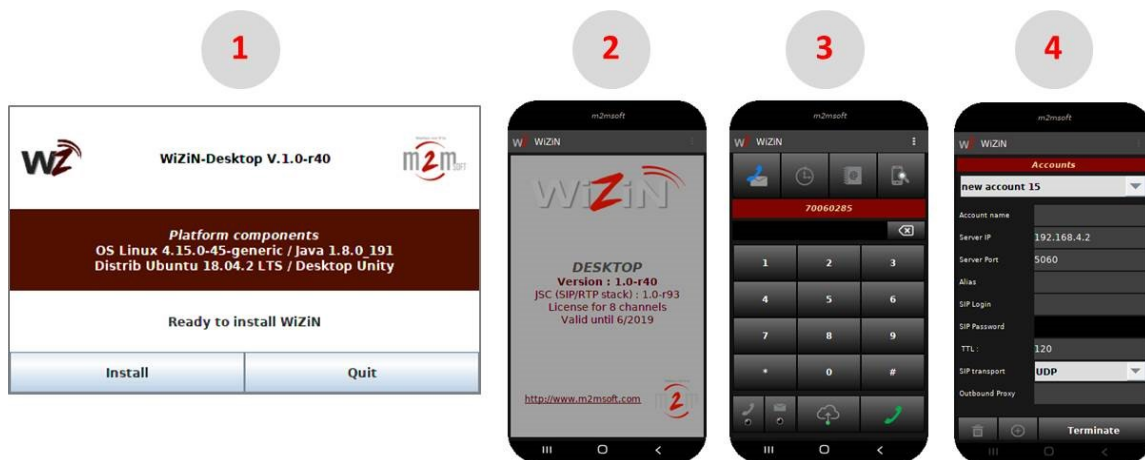 1
2
3
4
WiZ
WiZiN-Desktop V.1.0-r40
m2m SOFT
Platform components
OS Linux 4.15.0-45-generic / Java 1.8.0_191
Distrib Ubuntu 18.04.2 LTS / Desktop Unity
Ready to install WiZiN
Install
Quit
m2msoft
WiZiN
WiZiN
DESKTOP
Version : 1.0-r40
JSC (SIP/RTP stack) : 1.0-r93
License for 8 channels
Valid until 6/2019
http://www.m2msoft.com
2
m2msoft
WiZiN
70060285
1 2 3
4 5 6
7 8 9
* 0 #
m2msoft
WiZiN
Accounts
new account 15
Account name
Server IP 192.168.4.2
Server Port 5060
Alias
SIP Login
SIP Password
TTL : 120
SIP transport UDP
Outbound Proxy
Terminate